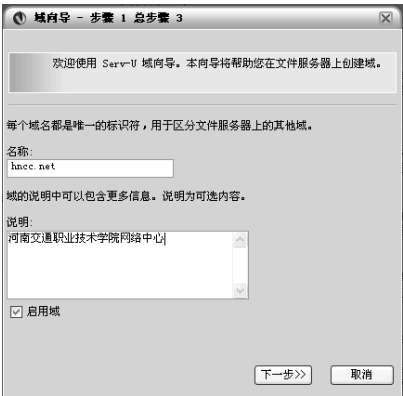 域向导 - 步骤 1 总步骤 3
欢迎使用 Serv-U 域向导。本向导将帮助您在文件服务器上创建域。
每个域名都是唯一的标识符，用于区分文件服务器上的其他域。
名称:
hncc.net
域的说明中可以包含更多信息。说明为可选内容。
说明:
河南交通职业技术学院网络中心
启用域
下一步>>
取消